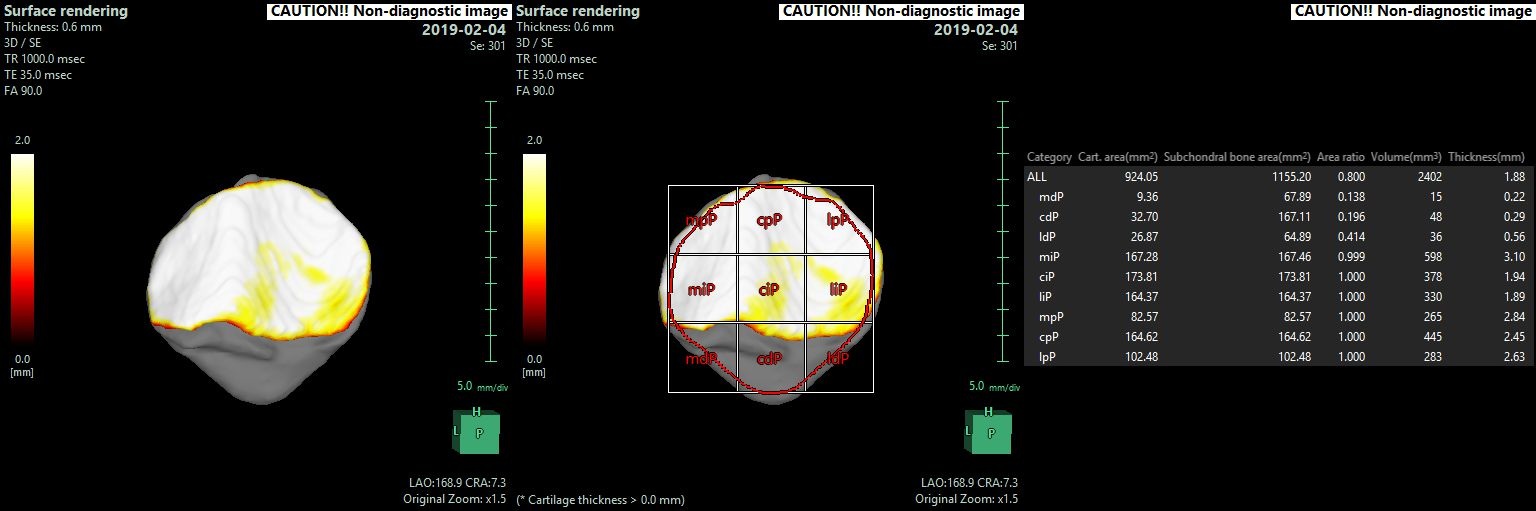 Surface rendering
CAUTION!! Non-diagnostic image
Thickness: 0.6 mm
2019-02-04
3D / SE
Se: 301
TR 1000.0 msec
TE 35.0 msec
FA 90.0
2.0
0.0
[mm]
5.0 mm/div
H
L P
LAO:168.9 CRA:7.3
Original Zoom: x1.5
Surface rendering
CAUTION!! Non-diagnostic image
Thickness: 0.6 mm
2019-02-04
3D / SE
Se: 301
TR 1000.0 msec
TE 35.0 msec
FA 90.0
2.0
mpP cpP lpP
miP ciP liP
mdP cdP ldP
0.0
[mm]
5.0 mm/div
H
L P
LAO:168.9 CRA:7.3
(* Cartilage thickness > 0.0 mm)
Original Zoom: x1.5
CAUTION!! Non-diagnostic image
Category Cart. area(mm²) Subchondral bone area(mm²) Area ratio Volume(mm³) Thickness(mm)
ALL 924.05 1155.20 0.800 2402 1.88
mdP 9.36 67.89 0.138 15 0.22
cdP 32.70 167.11 0.196 48 0.29
ldP 26.87 64.89 0.414 36 0.56
miP 167.28 167.46 0.999 598 3.10
ciP 173.81 173.81 1.000 378 1.94
liP 164.37 164.37 1.000 330 1.89
mpP 82.57 82.57 1.000 265 2.84
cpP 164.62 164.62 1.000 445 2.45
lpP 102.48 102.48 1.000 283 2.63